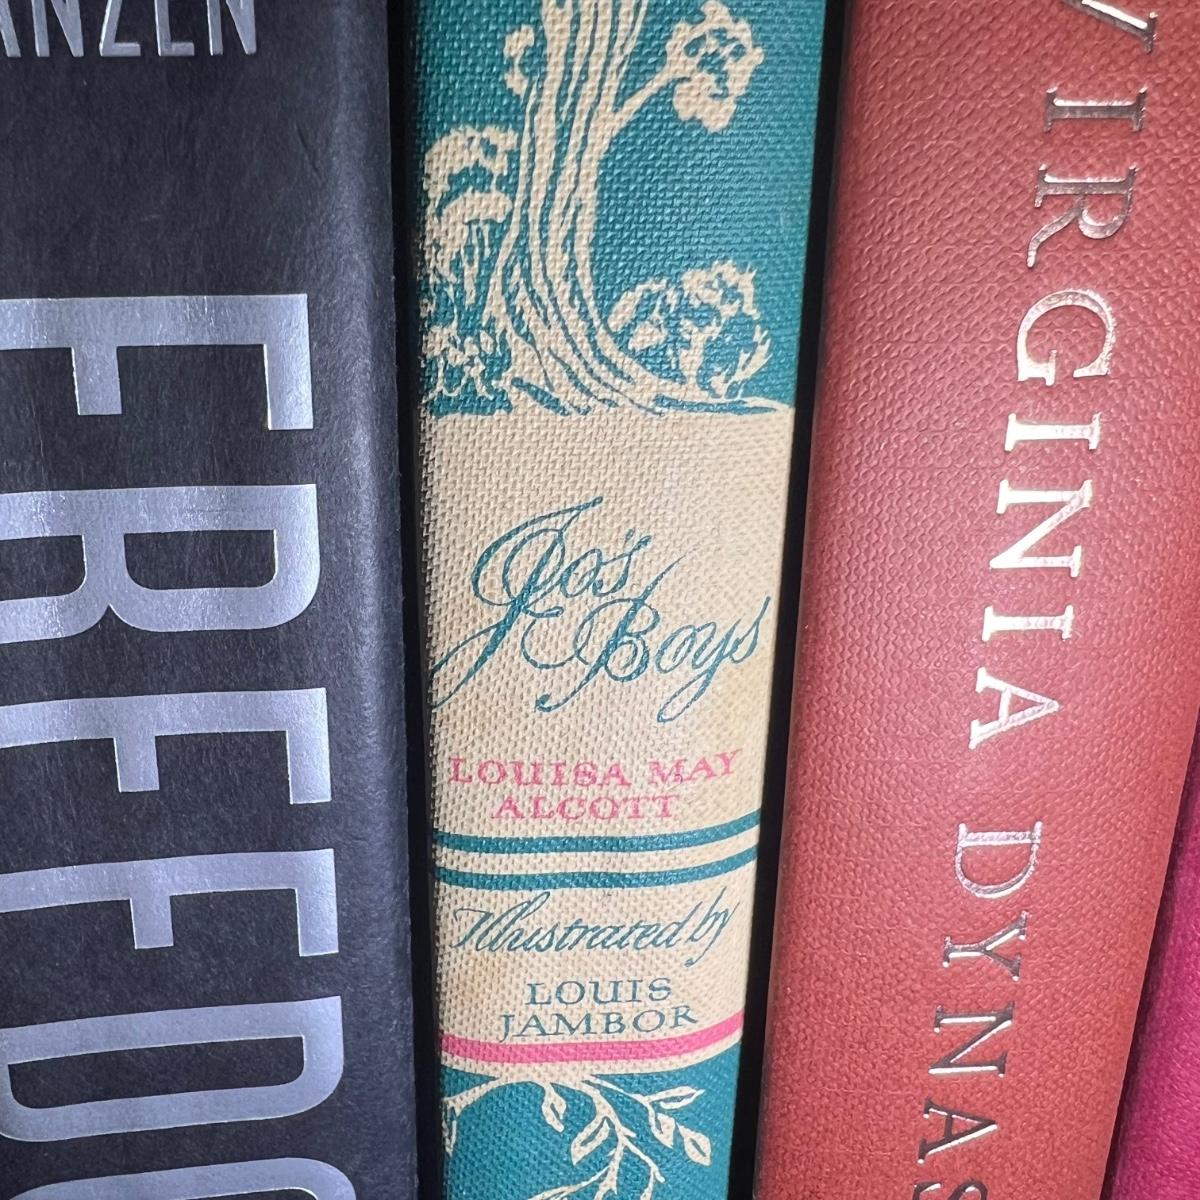 ANZEN
FREEDO
Jo's
Boys
LOUISA MAY
ALCOTT
Illustrated by
LOUIS
JAMBOR
VIRGINIA DYNAS